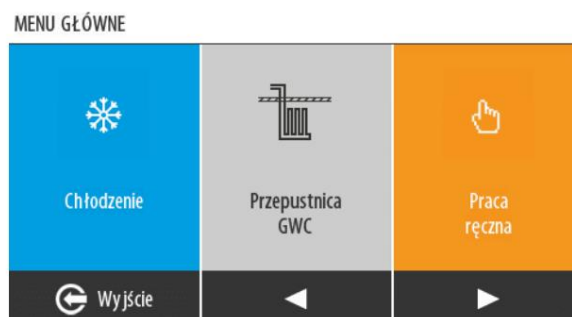 MENU GŁÓWNE
Chłodzenie
Przepustnica
GWC
Praca
ręczna
Wyjście